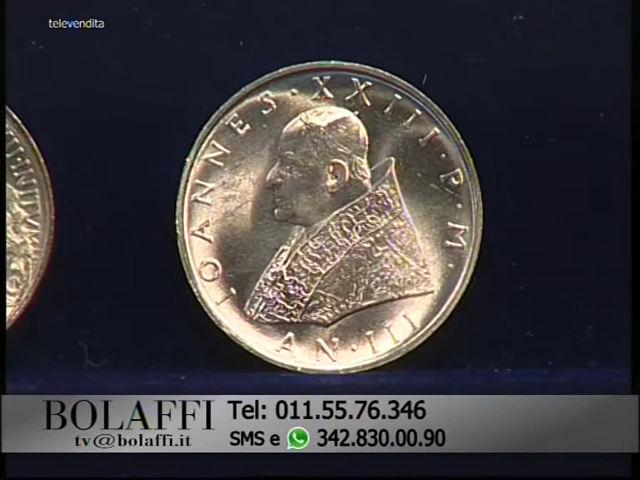 televendita
IOANNES · XXIII · P · M ·
AN · III
BOLAFFI
tv@bolaffi.it
Tel: 011.55.76.346
SMS e 342.830.00.90